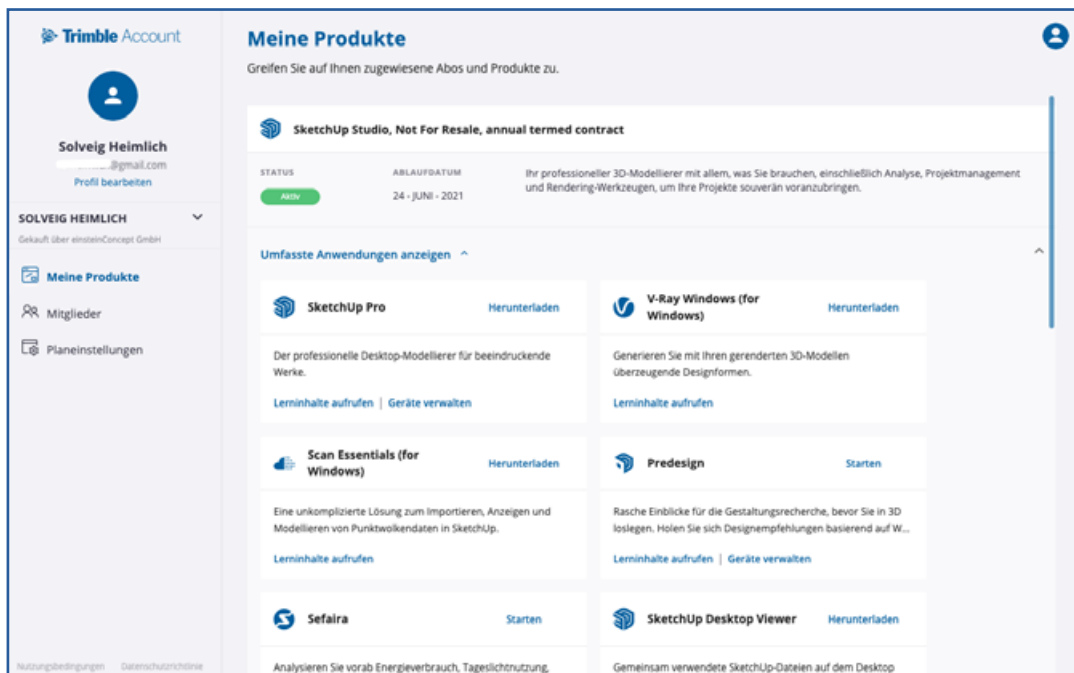 Trimble Account
Solveig Heimlich
@gmail.com
Profil bearbeiten
SOLVEIG HEIMLICH
Gekauft über einsteinConcept GmbH
Meine Produkte
Mitglieder
Planeinstellungen
Nutzungsbedingungen Datenschutzrichtlinie
Meine Produkte
Greifen Sie auf Ihnen zugewiesene Abos und Produkte zu.
SketchUp Studio, Not For Resale, annual termed contract
STATUS
Aktiv
ABLAUFDATUM
24 - JUNI - 2021
Ihr professioneller 3D-Modellierer mit allem, was Sie brauchen, einschließlich Analyse, Projektmanagement
und Rendering-Werkzeugen, um Ihre Projekte souverän voranzubringen.
Umfasste Anwendungen anzeigen
SketchUp Pro Herunterladen
Der professionelle Desktop-Modellierer für beeindruckende
Werke.
Lerninhalte aufrufen | Geräte verwalten
V-Ray Windows (for
Windows)
Herunterladen
Generieren Sie mit Ihren gerenderten 3D-Modellen
überzeugende Designformen.
Lerninhalte aufrufen
Scan Essentials (for
Windows)
Herunterladen
Eine unkomplizierte Lösung zum Importieren, Anzeigen und
Modellieren von Punktwolkendaten in SketchUp.
Lerninhalte aufrufen
Predesign Starten
Rasche Einblicke für die Gestaltungsrecherche, bevor Sie in 3D
loslegen. Holen Sie sich Designempfehlungen basierend auf W...
Lerninhalte aufrufen | Geräte verwalten
Sefaira Starten
Analysieren Sie vorab Energieverbrauch, Tageslichtnutzung,
SketchUp Desktop Viewer Herunterladen
Gemeinsam verwendete SketchUp-Dateien auf dem Desktop